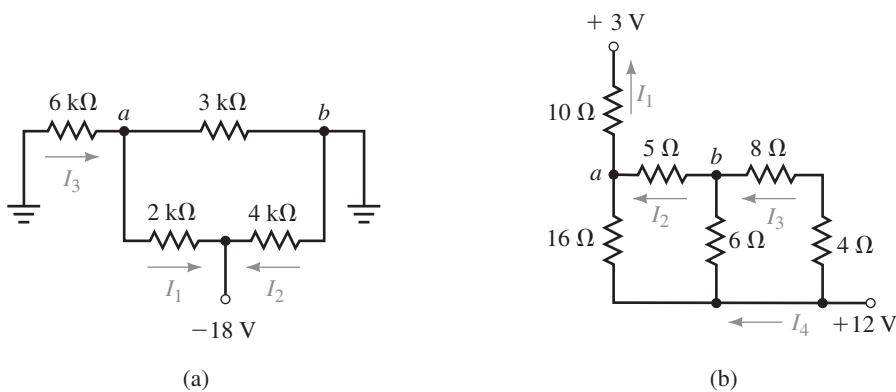 6 kΩ
a
3 kΩ
b
I₃
2 kΩ
4 kΩ
I₁
I₂
−18 V
(a)
+ 3 V
10 Ω
I₁
a
5 Ω
b
8 Ω
I₂
I₃
16 Ω
6 Ω
4 Ω
I₄
+12 V
(b)